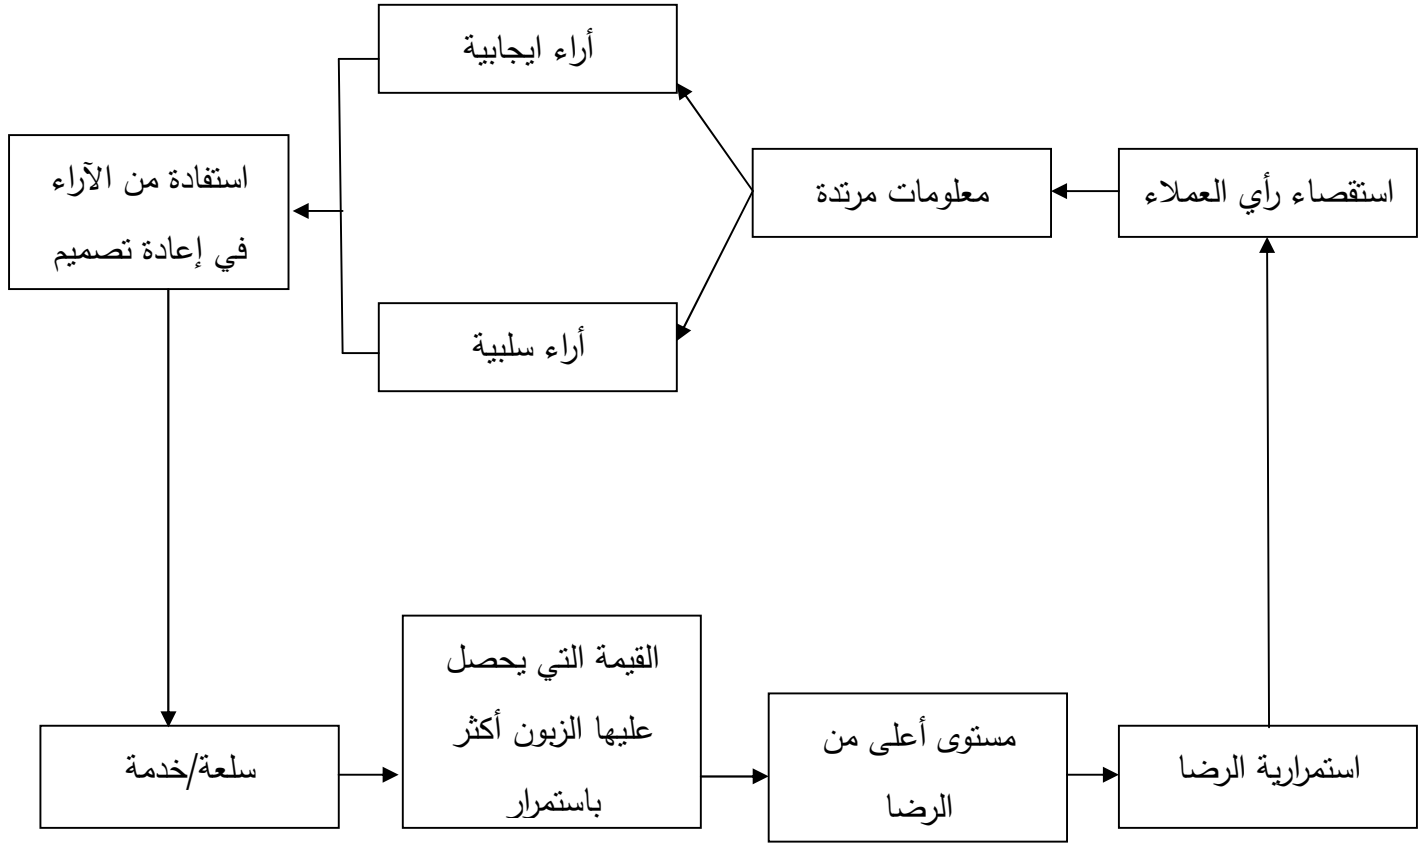 أراء ايجابية
استقصاء رأي العملاء
معلومات مرتدة
استفادة من الآراء
في إعادة تصميم
أراء سلبية
استمرارية الرضا
مستوى أعلى من
الرضا
القيمة التي يحصل
عليها الزبون أكثر
باستمرار
سلعة/خدمة